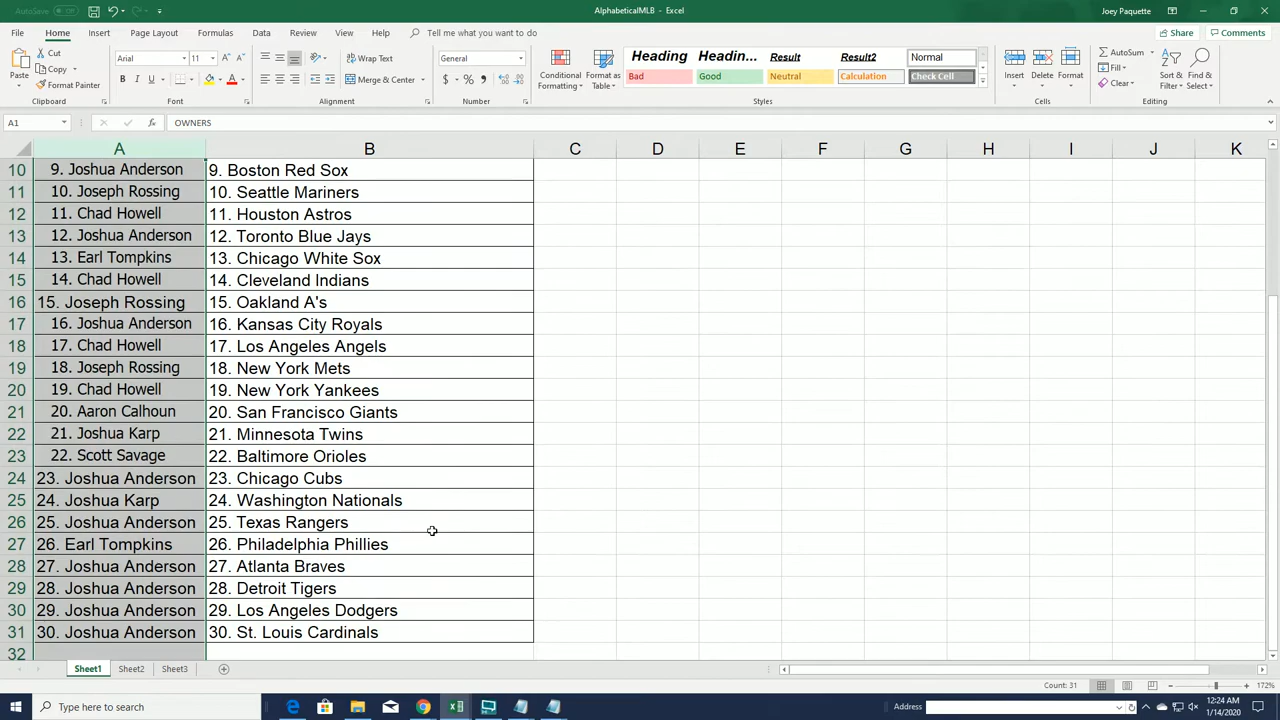 AutoSave Off
AlphabeticalMLB - Excel
Joey Paquette
File Home Insert Page Layout Formulas Data Review View Help Tell me what you want to do Share Comments
Paste
Cut
Copy
Format Painter
Clipboard
Arial 11
B I U
Font
Wrap Text
Merge & Center
Alignment
General
$ % ,
Number
Conditional Formatting
Format as Table
Heading Headin... Result Result2 Normal
Bad Good Neutral Calculation Check Cell
Styles
Insert Delete Format
Cells
AutoSum
Fill
Clear
Sort & Filter
Find & Select
Editing
A1 fx OWNERS
A B C D E F G H I J K
10 9. Joshua Anderson 9. Boston Red Sox
11 10. Joseph Rossing 10. Seattle Mariners
12 11. Chad Howell 11. Houston Astros
13 12. Joshua Anderson 12. Toronto Blue Jays
14 13. Earl Tompkins 13. Chicago White Sox
15 14. Chad Howell 14. Cleveland Indians
16 15. Joseph Rossing 15. Oakland A's
17 16. Joshua Anderson 16. Kansas City Royals
18 17. Chad Howell 17. Los Angeles Angels
19 18. Joseph Rossing 18. New York Mets
20 19. Chad Howell 19. New York Yankees
21 20. Aaron Calhoun 20. San Francisco Giants
22 21. Joshua Karp 21. Minnesota Twins
23 22. Scott Savage 22. Baltimore Orioles
24 23. Joshua Anderson 23. Chicago Cubs
25 24. Joshua Karp 24. Washington Nationals
26 25. Joshua Anderson 25. Texas Rangers
27 26. Earl Tompkins 26. Philadelphia Phillies
28 27. Joshua Anderson 27. Atlanta Braves
29 28. Joshua Anderson 28. Detroit Tigers
30 29. Joshua Anderson 29. Los Angeles Dodgers
31 30. Joshua Anderson 30. St. Louis Cardinals
32
Sheet1 Sheet2 Sheet3
Count: 31 172%
Type here to search
Address
12:24 AM
1/14/2020